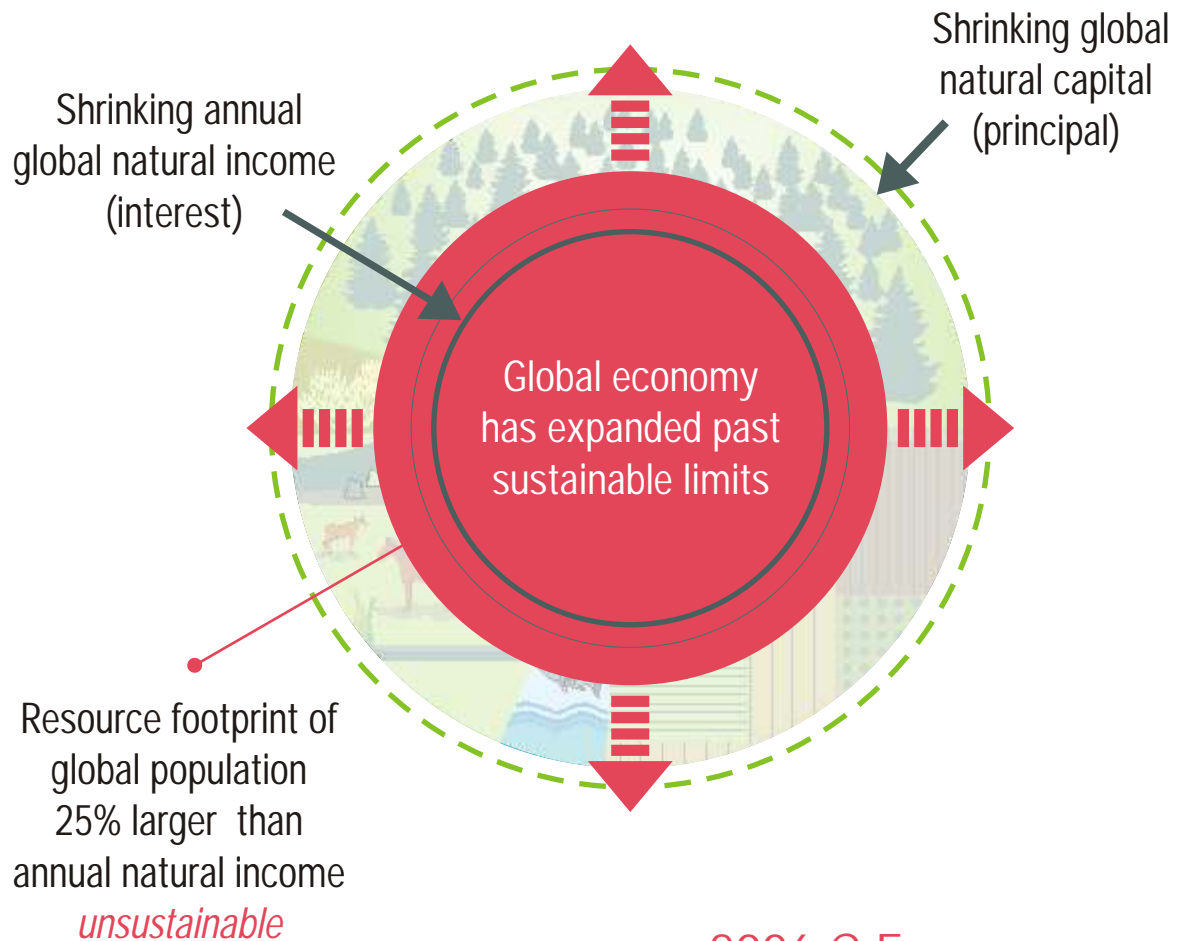 Shrinking global
natural capital
(principal)
Shrinking annual
global natural income
(interest)
Global economy
has expanded past
sustainable limits
Resource footprint of
global population
25% larger than
annual natural income
unsustainable